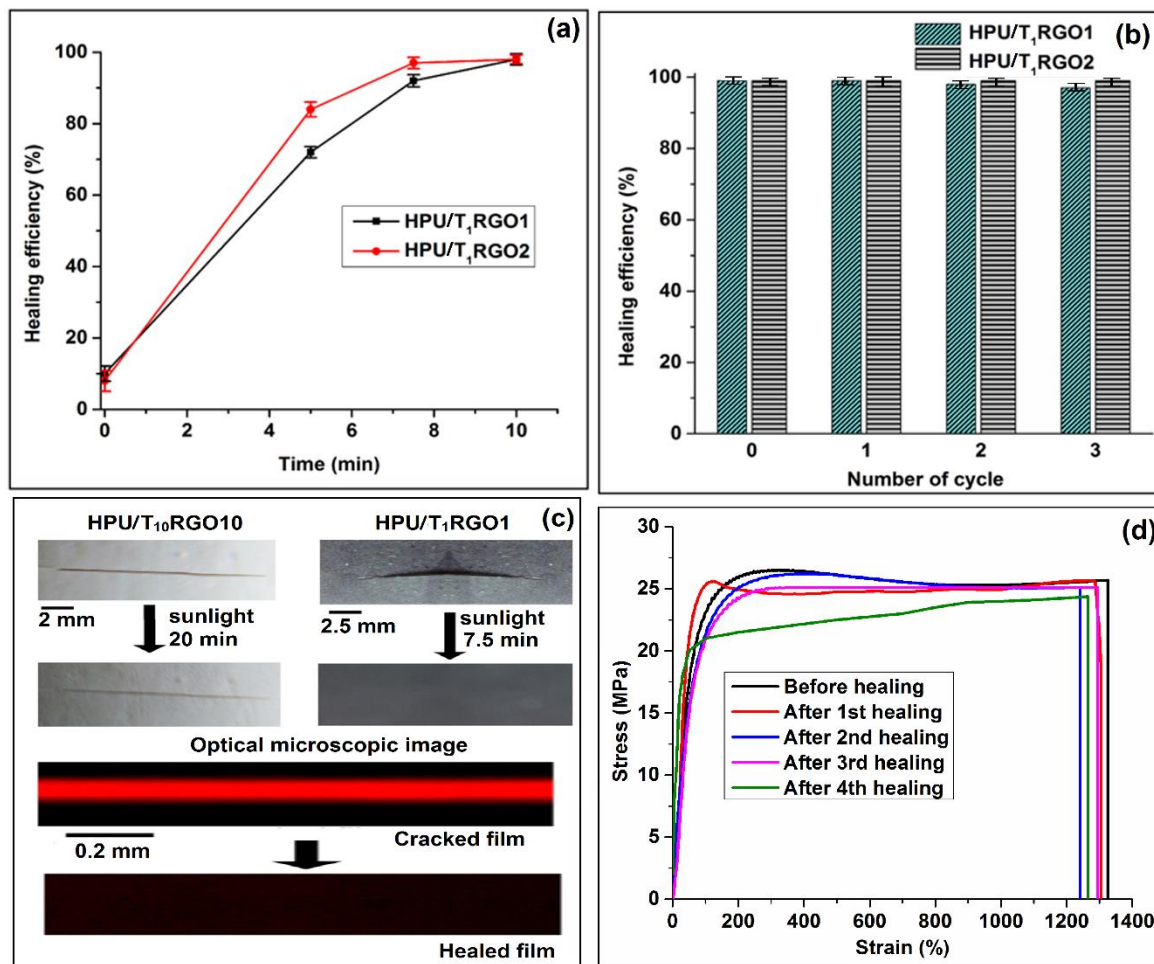 (a)
100
80
60
40
20
0
Healing efficiency (%)
HPU/T₁RGO1
HPU/T₁RGO2
0 2 4 6 8 10
Time (min)
(b)
HPU/T₁RGO1
HPU/T₁RGO2
100
80
60
40
20
0
Healing efficiency (%)
0 1 2 3
Number of cycle
(c)
HPU/T₁₀RGO10 HPU/T₁RGO1
2 mm sunlight 20 min
2.5 mm sunlight 7.5 min
Optical microscopic image
0.2 mm Cracked film
Healed film
(d)
30
25
20
15
10
5
0
Stress (MPa)
Before healing
After 1st healing
After 2nd healing
After 3rd healing
After 4th healing
0 200 400 600 800 1000 1200 1400
Strain (%)